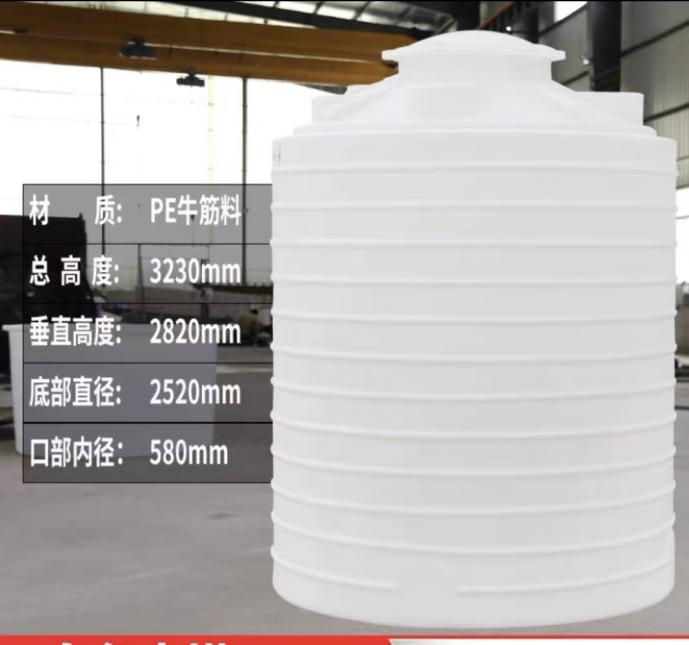 材 质: PE牛筋料
总高度: 3230mm
垂直高度: 2820mm
底部直径: 2520mm
口部内径: 580mm